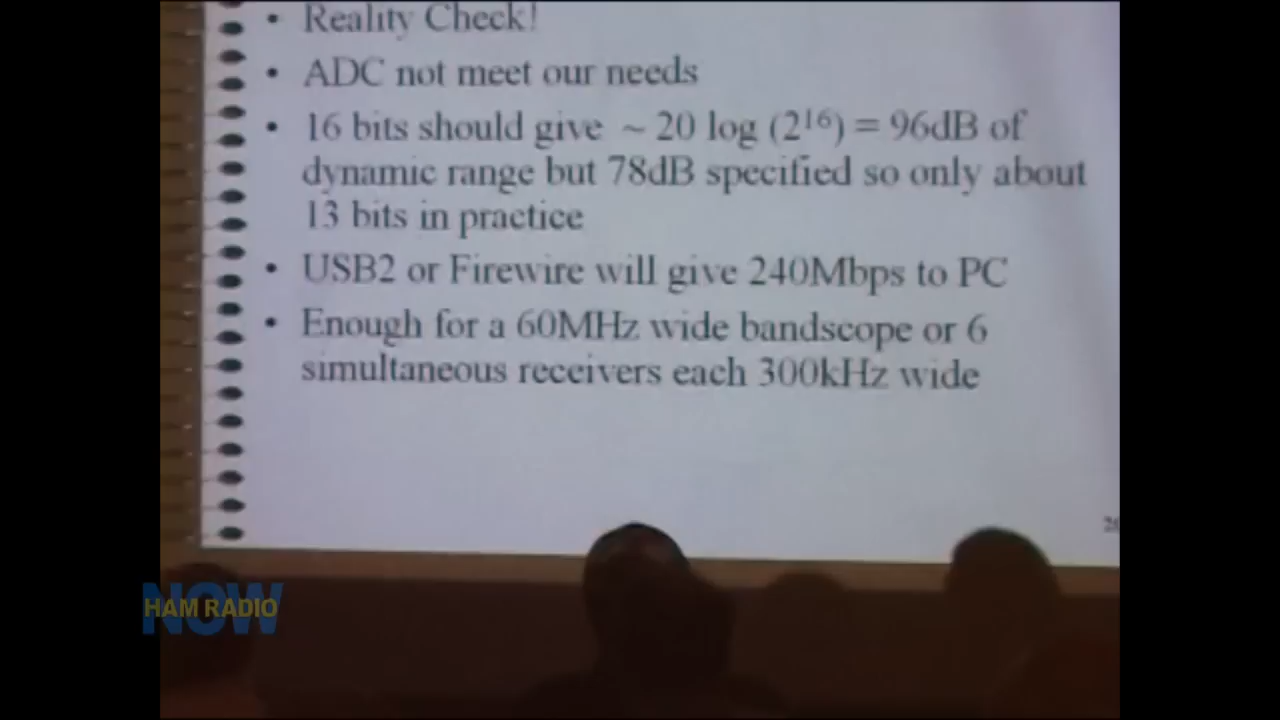 • Reality Check!
• ADC not meet our needs
• 16 bits should give ~ 20 log (2¹⁶) = 96dB of
dynamic range but 78dB specified so only about
13 bits in practice
• USB2 or Firewire will give 240Mbps to PC
• Enough for a 60MHz wide bandscope or 6
simultaneous receivers each 300kHz wide
NOW
HAM RADIO